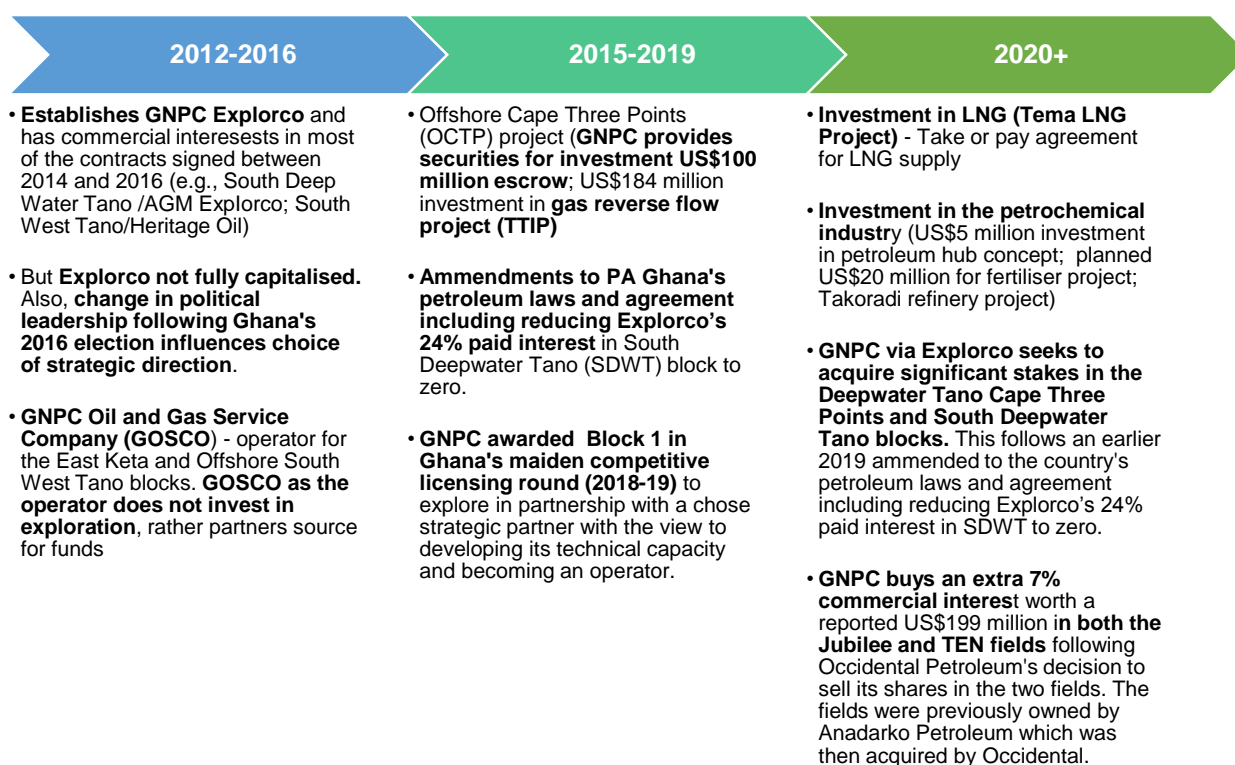 2012-2016
• Establishes GNPC Explorco and
has commercial interesests in most
of the contracts signed between
2014 and 2016 (e.g., South Deep
Water Tano /AGM Explorco; South
West Tano/Heritage Oil)
• But Explorco not fully capitalised.
Also, change in political
leadership following Ghana's
2016 election influences choice
of strategic direction.
• GNPC Oil and Gas Service
Company (GOSCO) - operator for
the East Keta and Offshore South
West Tano blocks. GOSCO as the
operator does not invest in
exploration, rather partners source
for funds
2015-2019
• Offshore Cape Three Points
(OCTP) project (GNPC provides
securities for investment US$100
million escrow; US$184 million
investment in gas reverse flow
project (TTIP)
• Ammendments to PA Ghana's
petroleum laws and agreement
including reducing Explorco’s
24% paid interest in South
Deepwater Tano (SDWT) block to
zero.
• GNPC awarded Block 1 in
Ghana's maiden competitive
licensing round (2018-19) to
explore in partnership with a chose
strategic partner with the view to
developing its technical capacity
and becoming an operator.
2020+
• Investment in LNG (Tema LNG
Project) - Take or pay agreement
for LNG supply
• Investment in the petrochemical
industry (US$5 million investment
in petroleum hub concept; planned
US$20 million for fertiliser project;
Takoradi refinery project)
• GNPC via Explorco seeks to
acquire significant stakes in the
Deepwater Tano Cape Three
Points and South Deepwater
Tano blocks. This follows an earlier
2019 ammended to the country's
petroleum laws and agreement
including reducing Explorco’s 24%
paid interest in SDWT to zero.
• GNPC buys an extra 7%
commercial interest worth a
reported US$199 million in both the
Jubilee and TEN fields following
Occidental Petroleum's decision to
sell its shares in the two fields. The
fields were previously owned by
Anadarko Petroleum which was
then acquired by Occidental.